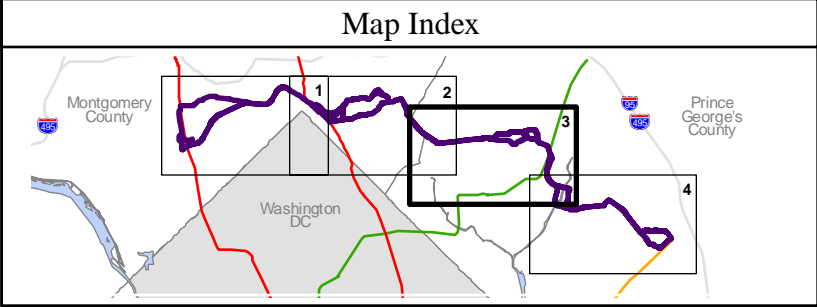 Map Index
Montgomery
County
495
1
2
3
4
95
495
Prince
George's
County
Washington
DC